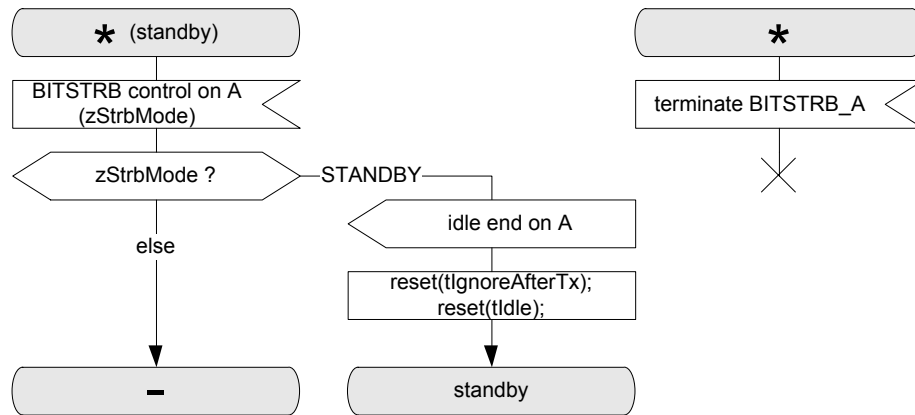 * (standby)
BITSTRB control on A
(zStrbMode)
zStrbMode ?
STANDBY
else
idle end on A
reset(tIgnoreAfterTx);
reset(tIdle);
-
standby
*
terminate BITSTRB_A